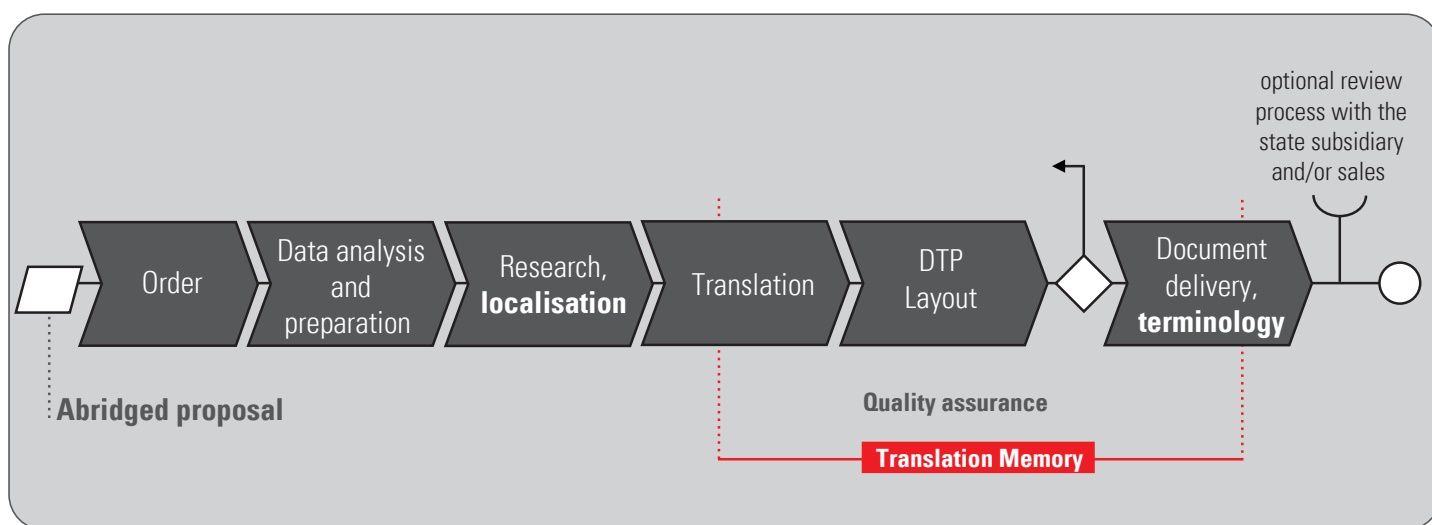 optional review
process with the
state subsidiary
and/or sales
Order
Data analysis
and
preparation
Research,
localisation
Translation
DTP
Layout
Document
delivery,
terminology
Abridged proposal
Quality assurance
Translation Memory